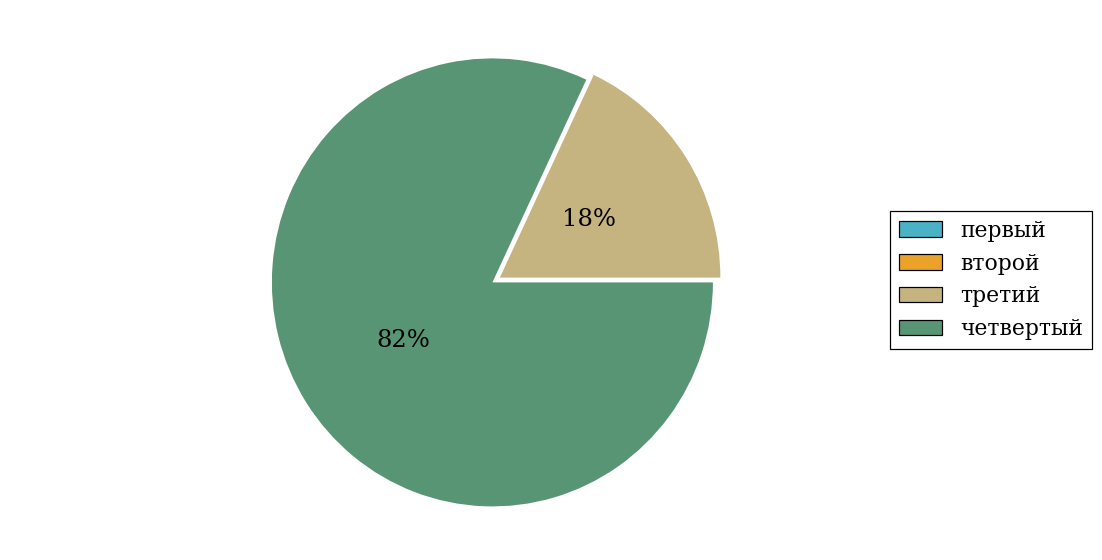 18%
82%
первый
второй
третий
четвертый